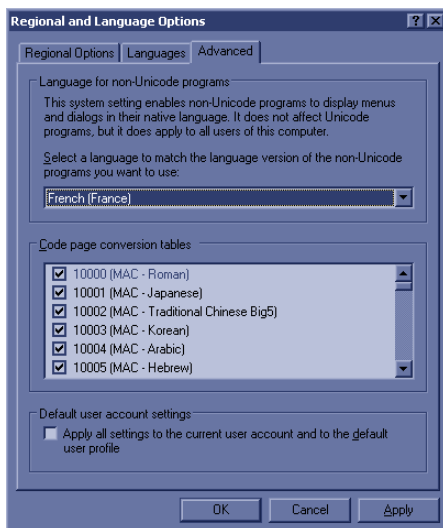 Regional and Language Options
Regional Options Languages Advanced
Language for non-Unicode programs
This system setting enables non-Unicode programs to display menus
and dialogs in their native language. It does not affect Unicode
programs, but it does apply to all users of this computer.
Select a language to match the language version of the non-Unicode
programs you want to use:
French (France)
Code page conversion tables
10000 (MAC - Roman)
10001 (MAC - Japanese)
10002 (MAC - Traditional Chinese Big5)
10003 (MAC - Korean)
10004 (MAC - Arabic)
10005 (MAC - Hebrew)
Default user account settings
Apply all settings to the current user account and to the default
user profile
OK Cancel Apply